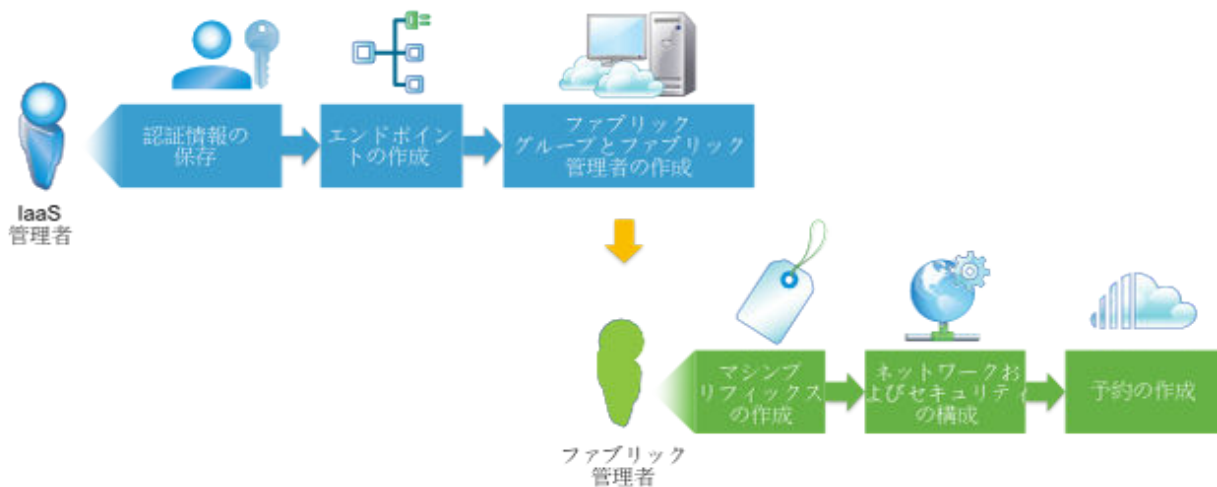 認証情報の
保存
エンドポイン
トの作成
ファブリック
グループとファブリック
管理者の作成
IaaS
管理者
マシンプ
リフィックス
の作成
ネットワークお
よびセキュリティ
の構成
予約の作成
ファブリック
管理者